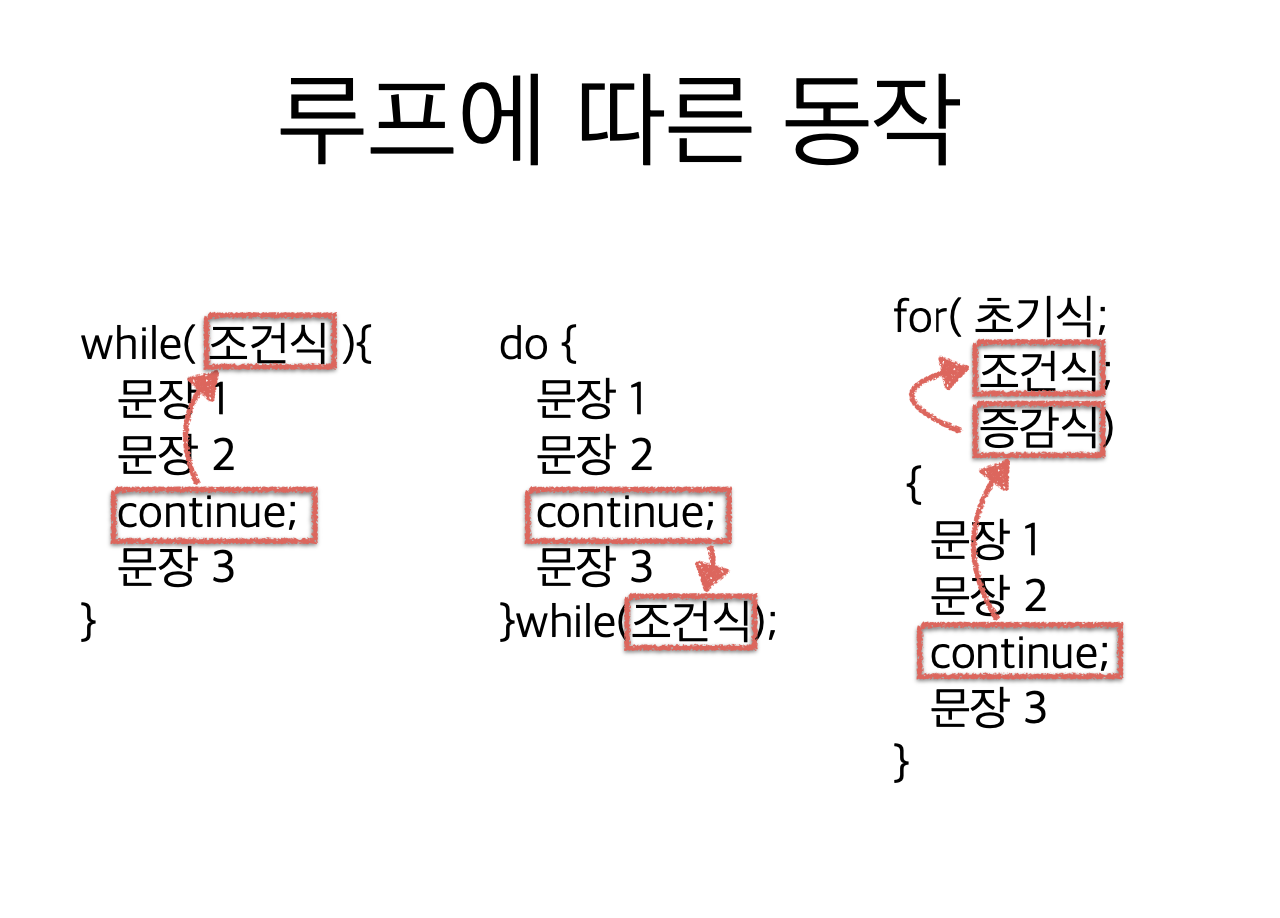 루프에 따른 동작
while( 조건식 ){
문장 1
문장 2
continue;
문장 3
}
do {
문장 1
문장 2
continue;
문장 3
}while(조건식);
for( 초기식;
조건식;
증감식)
{
문장 1
문장 2
continue;
문장 3
}